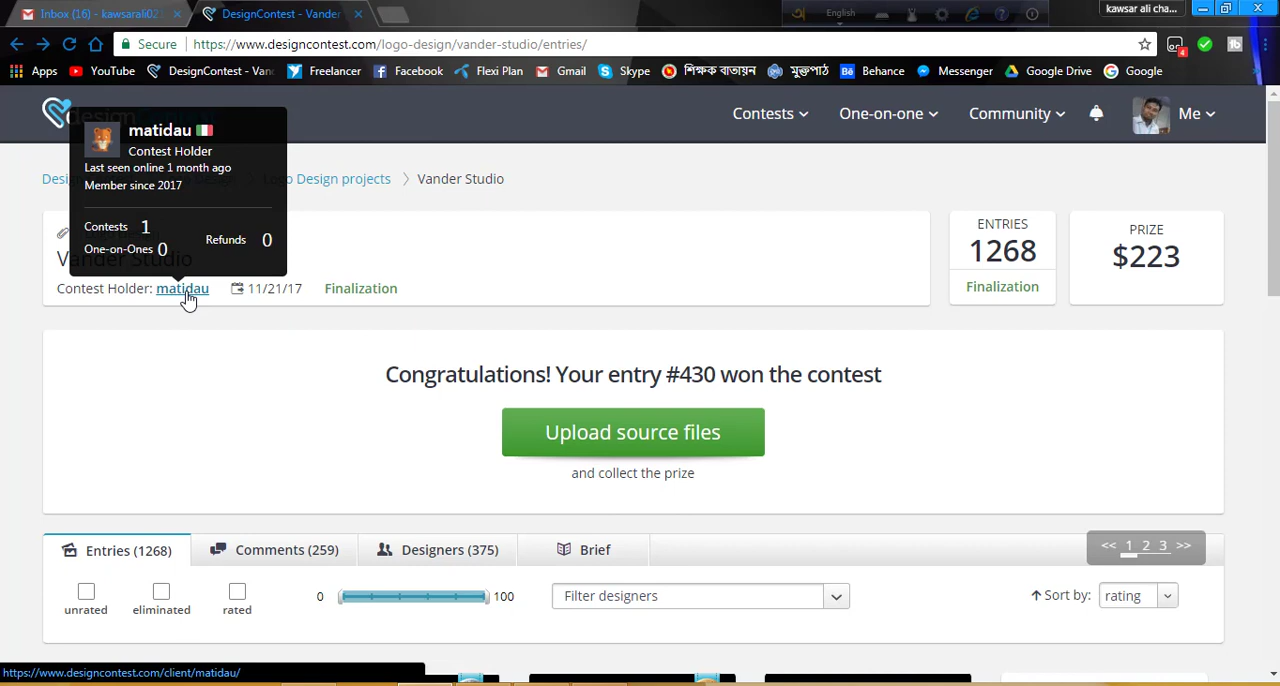 Inbox (16) - kawsarali02
DesignContest - Vander
English
kawsar ali cha...
Secure
https://www.designcontest.com/logo-design/vander-studio/entries/
4
Apps
YouTube
DesignContest - Van
Freelancer
Facebook
Flexi Plan
Gmail
Skype
শিক্ষক বাতায়ন
মুক্তপাঠ
Behance
Messenger
Google Drive
Google
Contests
One-on-one
Community
Me
matidau
Contest Holder
Last seen online 1 month ago
Member since 2017
Contests 1
One-on-Ones 0
Refunds 0
Logo Design projects
Vander Studio
Vander Studio
Contest Holder: matidau
11/21/17
Finalization
ENTRIES
1268
Finalization
PRIZE
$223
Congratulations! Your entry #430 won the contest
Upload source files
and collect the prize
Entries (1268)
Comments (259)
Designers (375)
Brief
<< 1 2 3 >>
unrated
eliminated
rated
0
100
Filter designers
Sort by:
rating
https://www.designcontest.com/client/matidau/